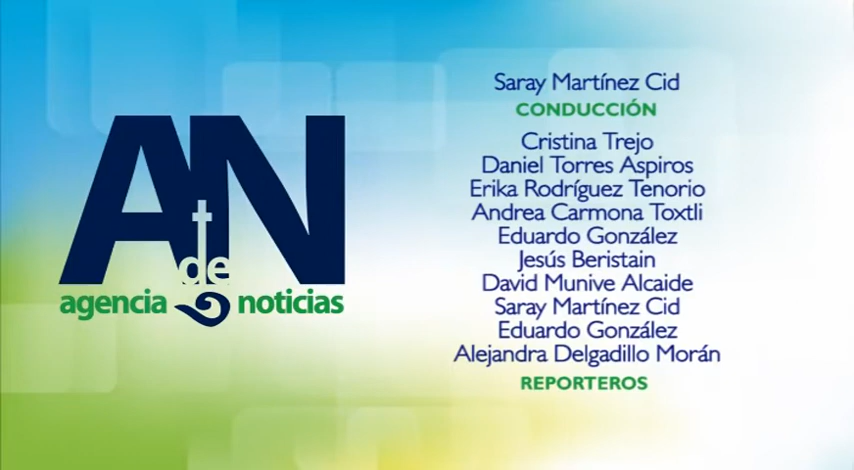 AN
de
agencia noticias
Saray Martínez Cid
CONDUCCIÓN
Cristina Trejo
Daniel Torres Aspiros
Erika Rodríguez Tenorio
Andrea Carmona Toxtli
Eduardo González
Jesús Beristain
David Munive Alcaide
Saray Martínez Cid
Eduardo González
Alejandra Delgadillo Morán
REPORTEROS